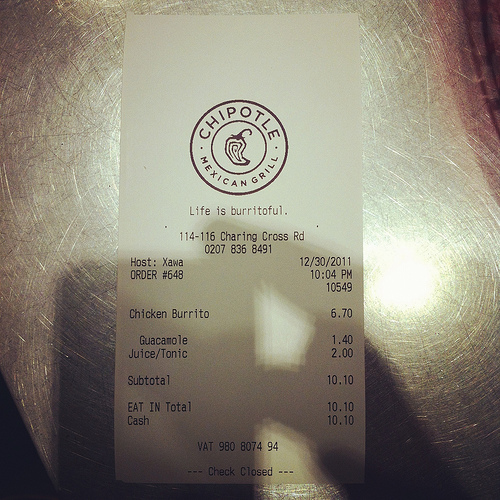 CHIPOTLE
MEXICAN GRILL
Life is burritoful.
114-116 Charing Cross Rd
0207 836 8491
Host: Xawa 12/30/2011
ORDER #648 10:04 PM
10549
Chicken Burrito 6.70
Guacamole 1.40
Juice/Tonic 2.00
Subtotal 10.10
EAT IN Total 10.10
Cash 10.10
VAT 980 8074 94
--- Check Closed ---